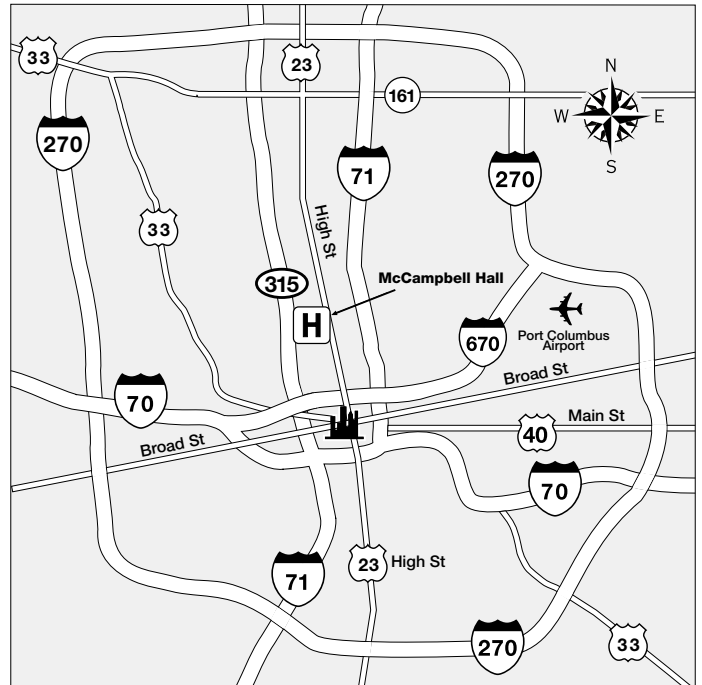 33
23
161
N
W E
S
270
71
270
33
High St
315
McCampbell Hall
H
670
Port Columbus
Airport
Broad St
70
Main St
40
Broad St
70
23
High St
71
270
33